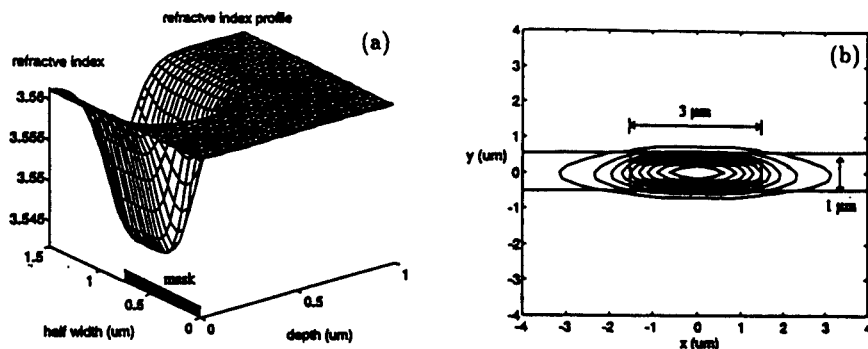 refractve index profile
(a)
refractve index
3.56
3.555
3.55
3.545
1.5
1
0.5
0
mask
half width (um)
0
0.5
1
depth (um)
(b)
4
3
2
1
0
-1
-2
-3
-4
y (um)
3 μm
1 μm
-4 -3 -2 -1 0 1 2 3 4
x (um)